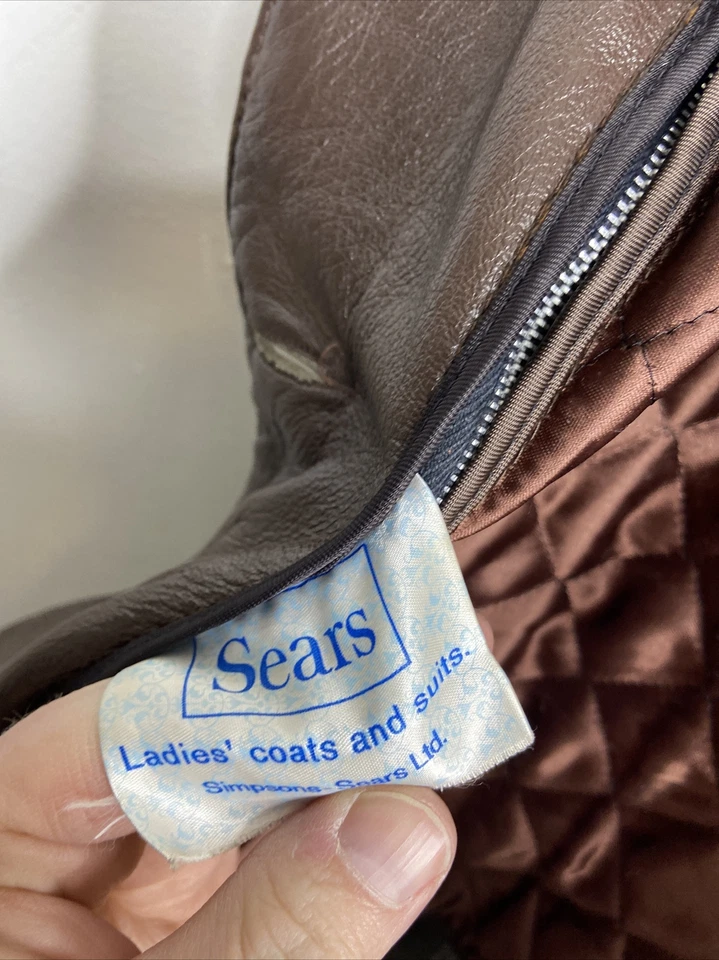 Sears
Ladies' coats and suits.
Simpsons-Sears Ltd.